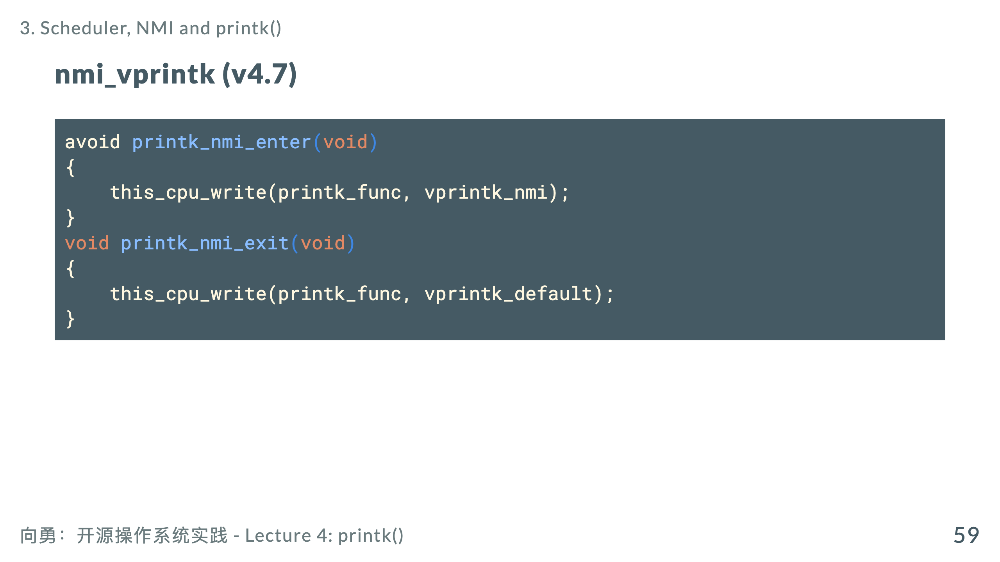 3. Scheduler, NMI and printk()
nmi_vprintk (v4.7)
avoid printk_nmi_enter(void)
{
    this_cpu_write(printk_func, vprintk_nmi);
}
void printk_nmi_exit(void)
{
    this_cpu_write(printk_func, vprintk_default);
}
向勇：开源操作系统实践 - Lecture 4: printk()
59